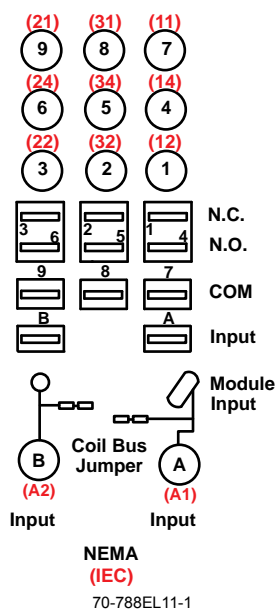 (21) (31) (11)
9 8 7
(24) (34) (14)
6 5 4
(22) (32) (12)
3 2 1
N.C.
3 6 2 5 1 4
N.O.
9 8 7
COM
B A
Input
Module
Input
Coil Bus
Jumper
B A
(A2) (A1)
Input Input
NEMA
(IEC)
70-788EL11-1